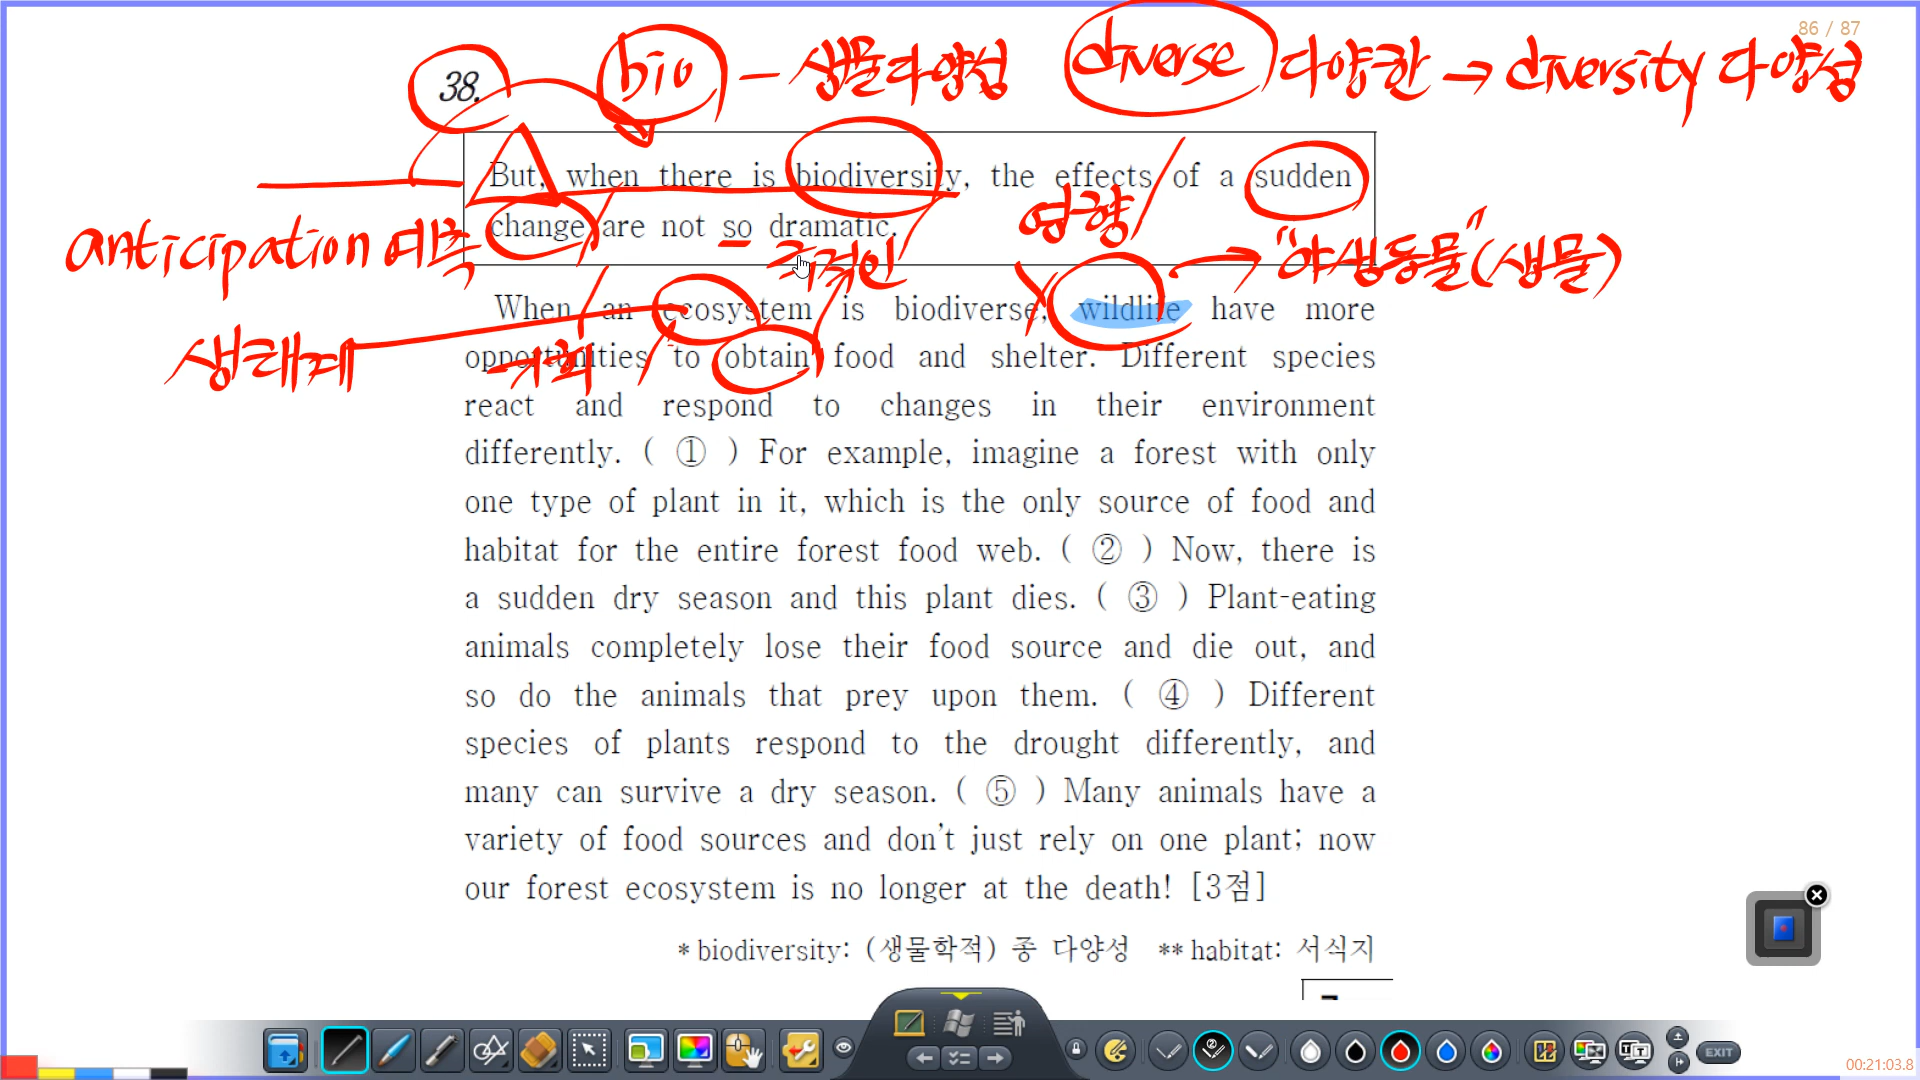 86 / 87
38. bio – 생물다양성 diverse 다양한 → diversity 다양성
But, when there is biodiversity, the effects of a sudden
change are not so dramatic.
영향
anticipation 예측
극적인
→ "야생동물" (생물)
When an ecosystem is biodiverse, wildlife have more
생태계
기회
opportunities to obtain food and shelter. Different species
react and respond to changes in their environment
differently. ( ① ) For example, imagine a forest with only
one type of plant in it, which is the only source of food and
habitat for the entire forest food web. ( ② ) Now, there is
a sudden dry season and this plant dies. ( ③ ) Plant-eating
animals completely lose their food source and die out, and
so do the animals that prey upon them. ( ④ ) Different
species of plants respond to the drought differently, and
many can survive a dry season. ( ⑤ ) Many animals have a
variety of food sources and don't just rely on one plant; now
our forest ecosystem is no longer at the death! [3점]
* biodiversity: (생물학적) 종 다양성 ** habitat: 서식지
EXIT
00:21:03.8